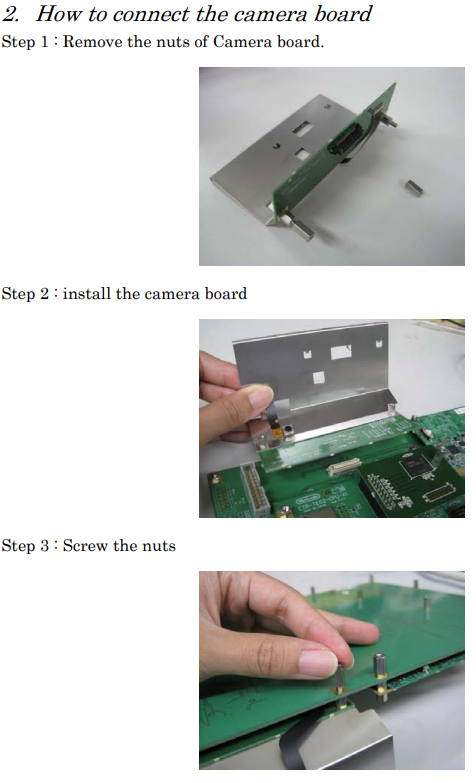 2. How to connect the camera board
Step 1 : Remove the nuts of Camera board.
Step 2 : install the camera board
Nintendo
Step 3 : Screw the nuts